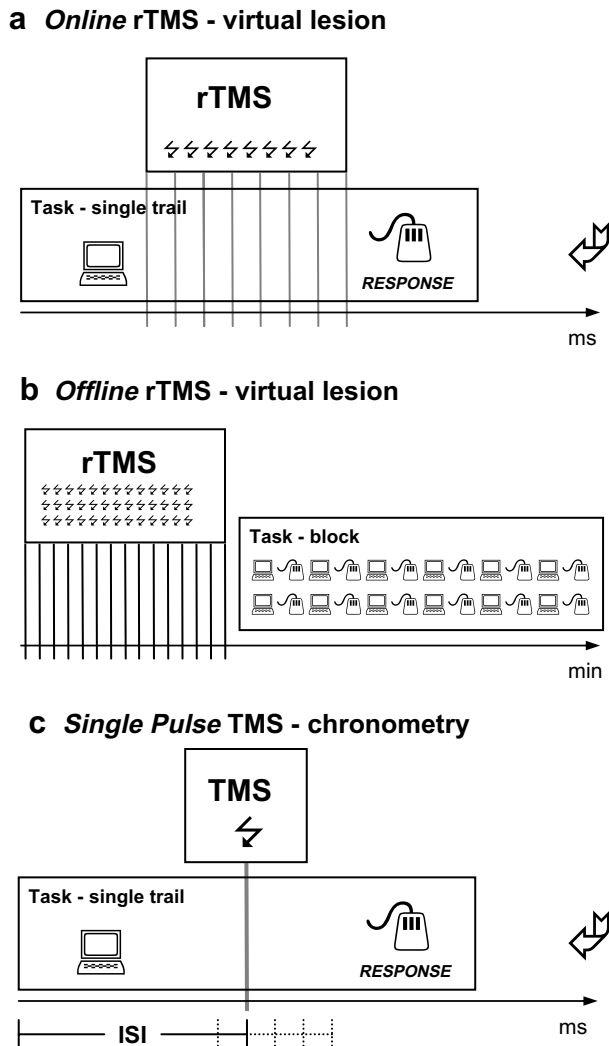 a Online rTMS - virtual lesion
rTMS
Task - single trail
RESPONSE
ms
b Offline rTMS - virtual lesion
rTMS
Task - block
min
c Single Pulse TMS - chronometry
TMS
Task - single trail
RESPONSE
ms
ISI